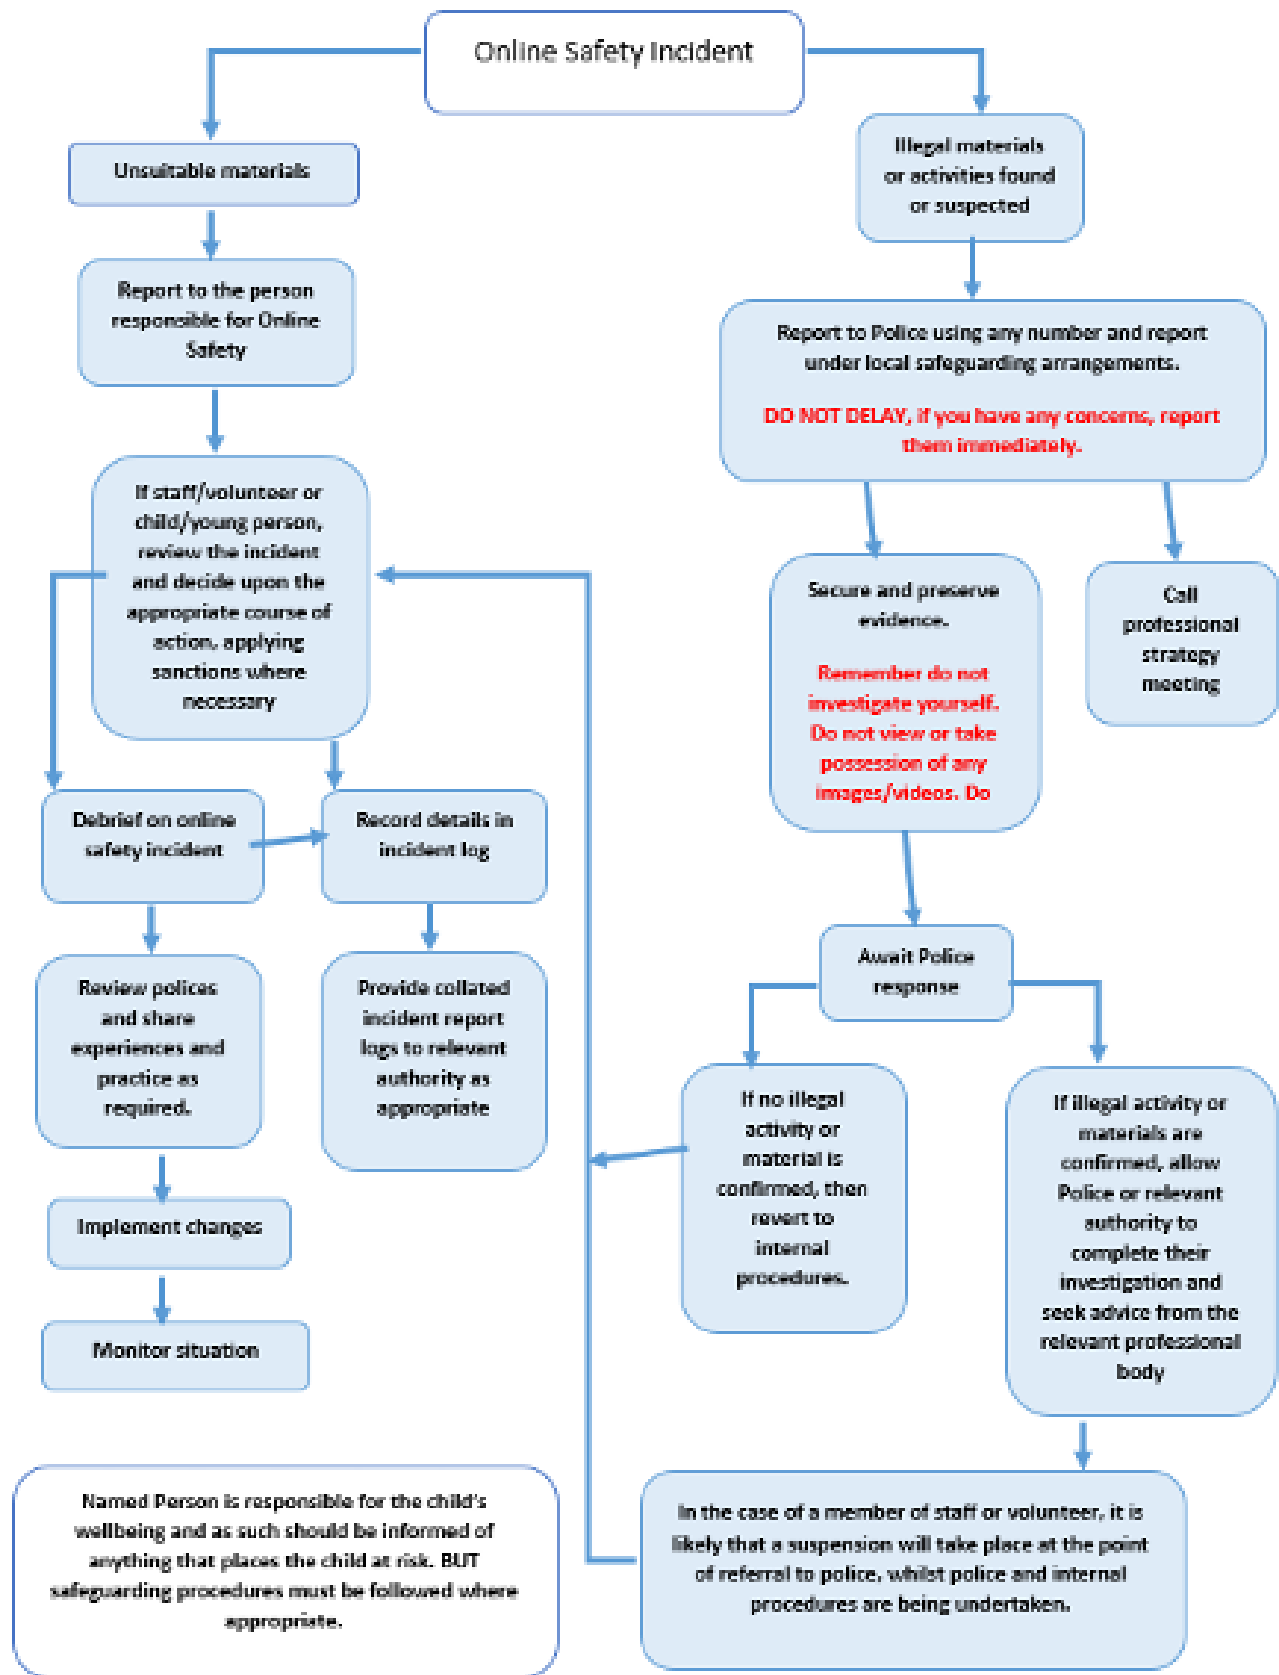 Online Safety Incident
Unsuitable materials
Illegal materials
or activities found
or suspected
Report to the person
responsible for Online
Safety
Report to Police using any number and report
under local safeguarding arrangements.
DO NOT DELAY, if you have any concerns, report
them immediately.
If staff/volunteer or
child/young person,
review the incident
and decide upon the
appropriate course of
action, applying
sanctions where
necessary
Secure and preserve
evidence.
Remember do not
investigate yourself.
Do not view or take
possession of any
images/videos. Do
Call
professional
strategy
meeting
Debrief on online
safety incident
Record details in
incident log
Review polices
and share
experiences and
practice as
required.
Provide collated
incident report
logs to relevant
authority as
appropriate
Await Police
response
If no illegal
activity or
material is
confirmed, then
revert to
internal
procedures.
If illegal activity or
materials are
confirmed, allow
Police or relevant
authority to
complete their
investigation and
seek advice from the
relevant professional
body
Implement changes
Monitor situation
Named Person is responsible for the child's
wellbeing and as such should be informed of
anything that places the child at risk. BUT
safeguarding procedures must be followed where
appropriate.
In the case of a member of staff or volunteer, it is
likely that a suspension will take place at the point
of referral to police, whilst police and internal
procedures are being undertaken.